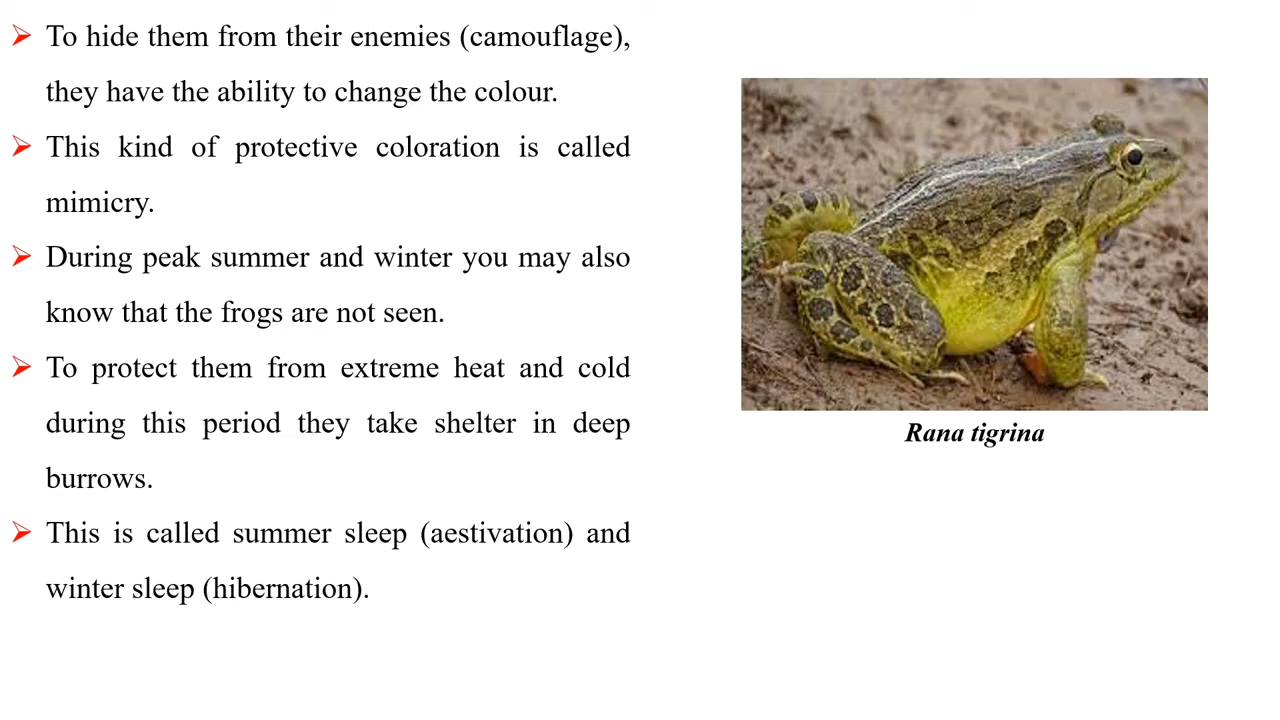 To hide them from their enemies (camouflage),
they have the ability to change the colour.
This kind of protective coloration is called
mimicry.
During peak summer and winter you may also
know that the frogs are not seen.
To protect them from extreme heat and cold
during this period they take shelter in deep
burrows.
This is called summer sleep (aestivation) and
winter sleep (hibernation).
Rana tigrina